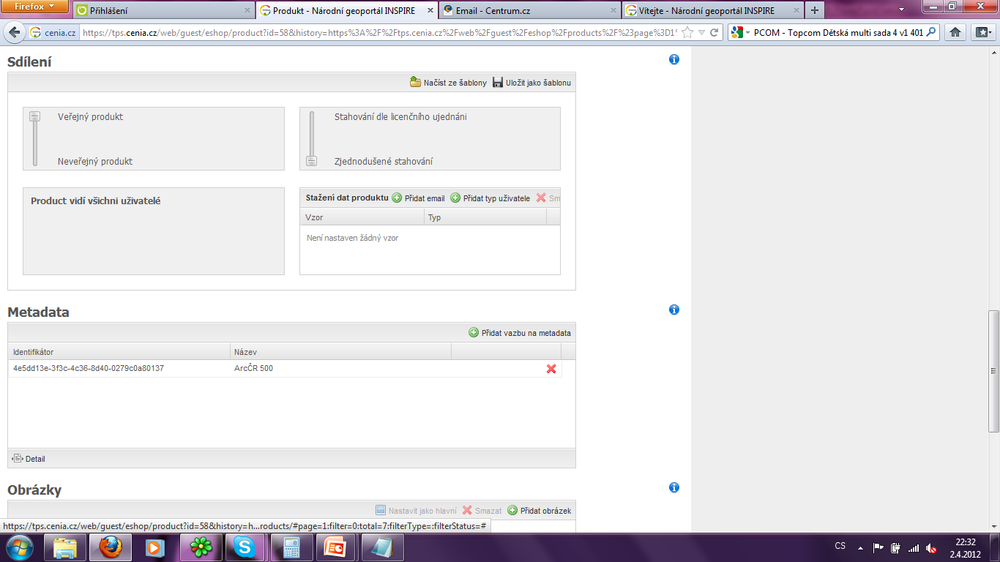 Firefox
Přihlášení
Produkt - Národní geoportál INSPIRE
Email - Centrum.cz
Vítejte - Národní geoportál INSPIRE
cenia.cz
https://tps.cenia.cz/web/guest/eshop/product?id=58&history=https%3A%2F%2Ftps.cenia.cz%2Fweb%2Fguest%2Feshop%2Fproducts%2F%23page%3D1
PCOM - Topcom Dětská multi sada 4 v1 401
Sdílení
Načíst ze šablony Uložit jako šablonu
Veřejný produkt
Neveřejný produkt
Stahování dle licenčního ujednáni
Zjednodušené stahování
Product vidí všichni uživatelé
Stažení dat produktu Přidat email Přidat typ uživatele Sm
Vzor Typ
Není nastaven žádný vzor
Metadata
Přidat vazbu na metadata
Identifikátor Název
4e5dd13e-3f3c-4c36-8d40-0279c0a80137 ArcČR 500
Detail
Obrázky
Nastavit jako hlavní Smazat Přidat obrázek
https://tps.cenia.cz/web/guest/eshop/product?id=58&history=h...roducts/#page=1:filter=0:total=7:filterType=:filterStatus=#
CS
22:32
2.4.2012